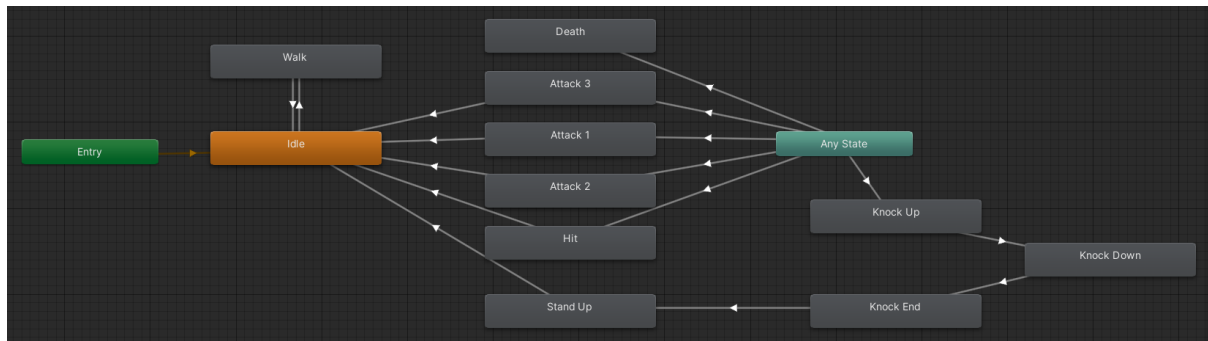 Death
Walk
Attack 3
Attack 1
Entry
Idle
Any State
Attack 2
Knock Up
Hit
Knock Down
Stand Up
Knock End